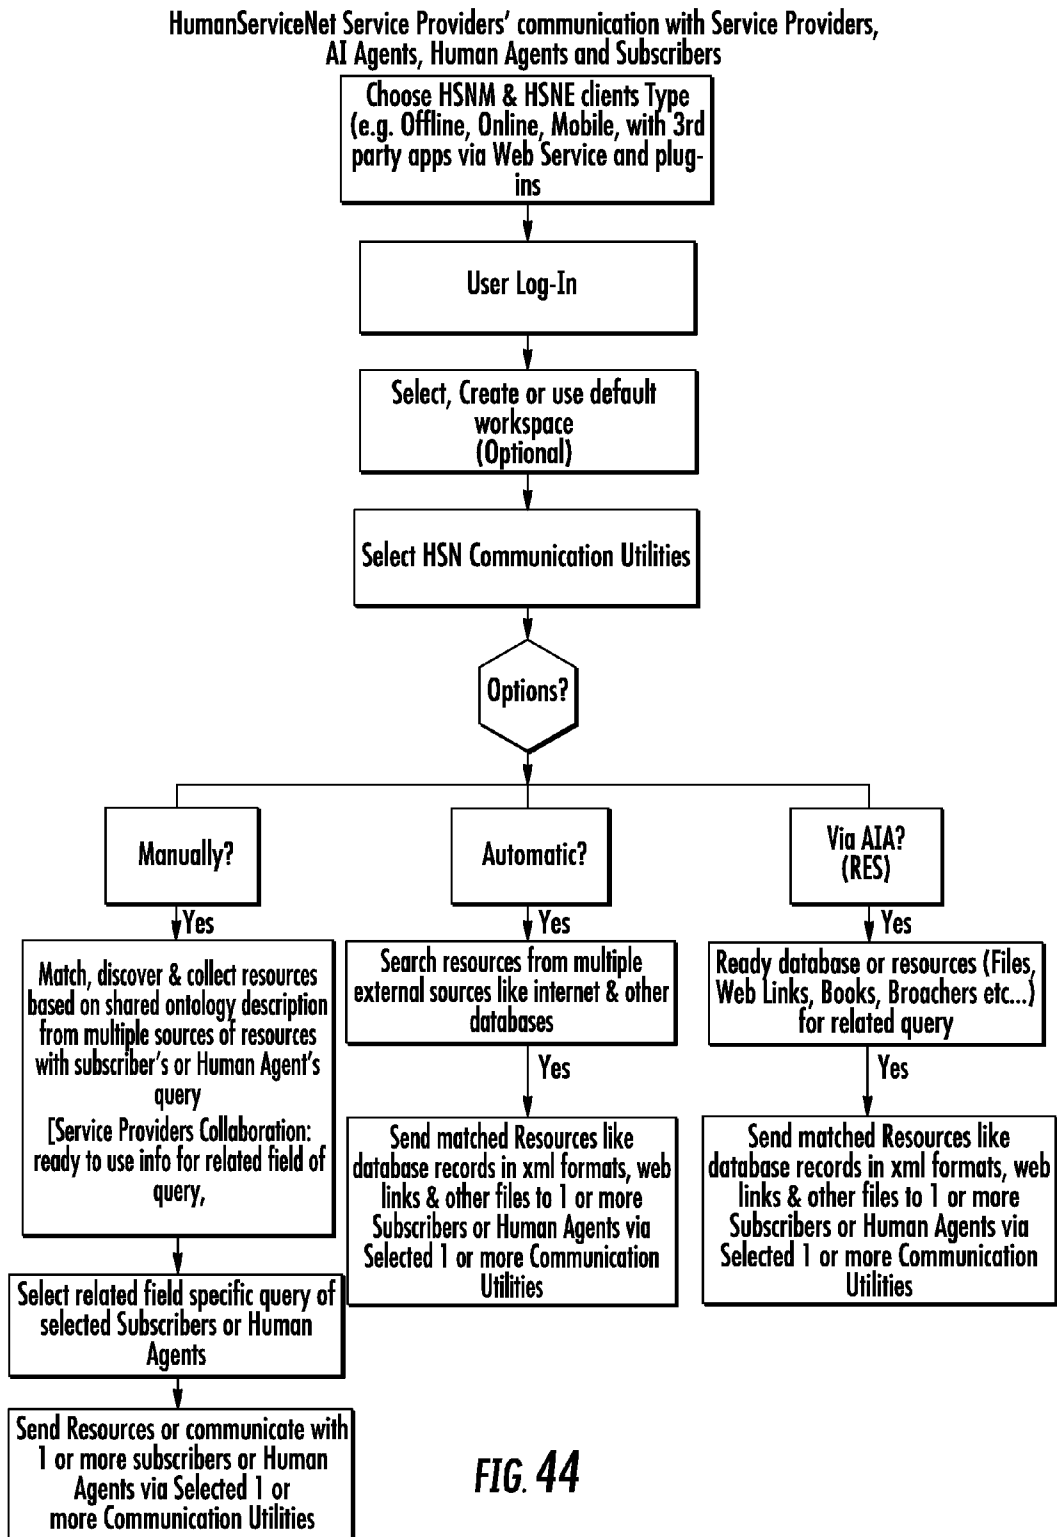 HumanServiceNet Service Providers' communication with Service Providers,
AI Agents, Human Agents and Subscribers
Choose HSNM & HSNE clients Type
(e.g. Offline, Online, Mobile, with 3rd
party apps via Web Service and plug-
ins
User Log-In
Select, Create or use default
workspace
(Optional)
Select HSN Communication Utilities
Options?
Manually?
Automatic?
Via AIA?
(RES)
Yes
Yes
Yes
Match, discover & collect resources
based on shared ontology description
from multiple sources of resources
with subscriber's or Human Agent's
query
[Service Providers Collaboration:
ready to use info for related field of
query,
Search resources from multiple
external sources like internet & other
databases
Ready database or resources (Files,
Web Links, Books, Broachers etc...)
for related query
Yes
Yes
Send matched Resources like
database records in xml formats, web
links & other files to 1 or more
Subscribers or Human Agents via
Selected 1 or more Communication
Utilities
Send matched Resources like
database records in xml formats, web
links & other files to 1 or more
Subscribers or Human Agents via
Selected 1 or more Communication
Utilities
Select related field specific query of
selected Subscribers or Human
Agents
Send Resources or communicate with
1 or more subscribers or Human
Agents via Selected 1 or
more Communication Utilities
FIG. 44